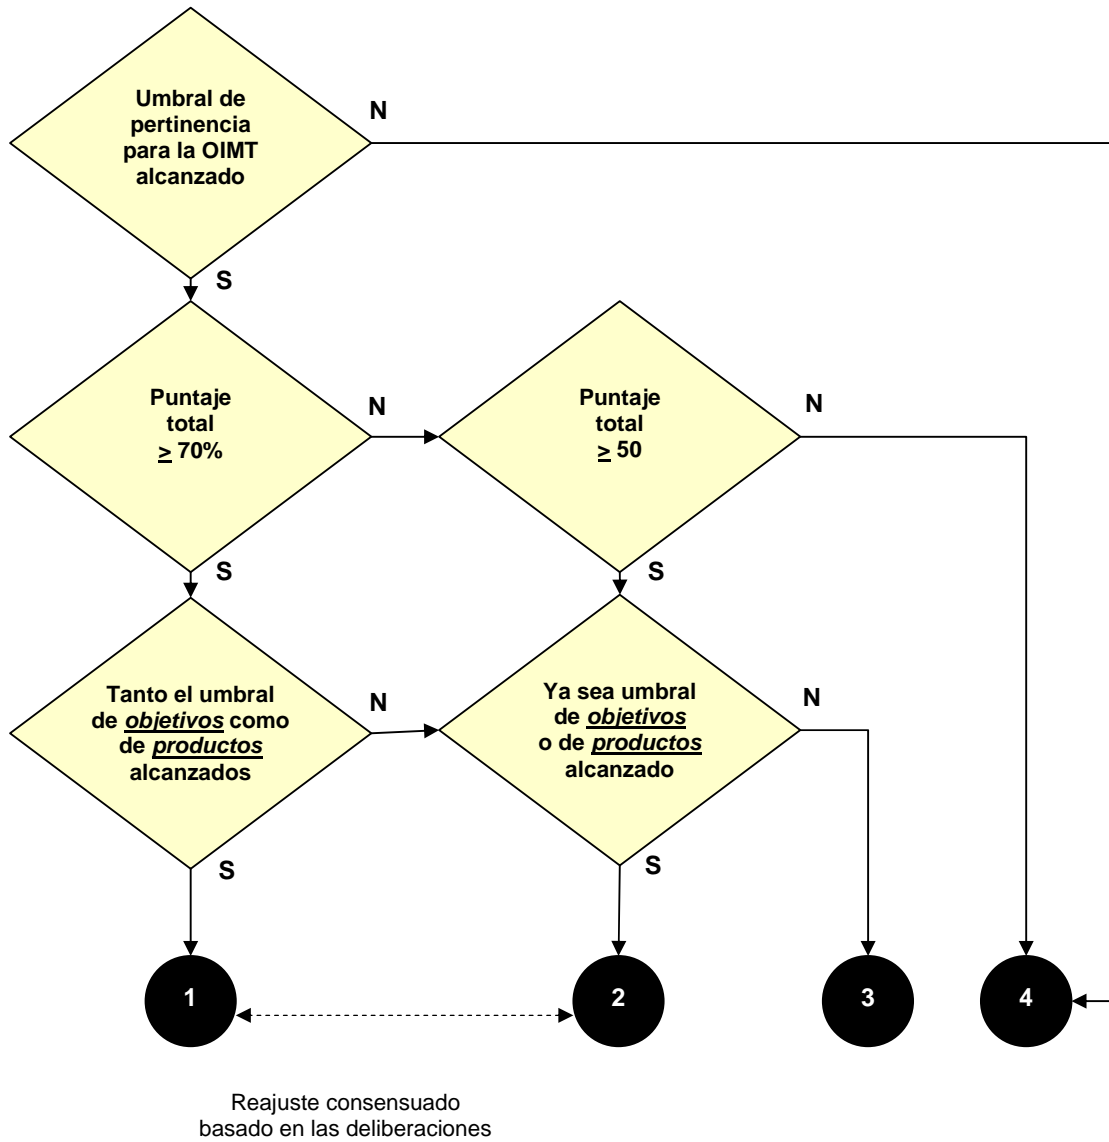 Umbral de
pertinencia
para la OIMT
alcanzado
N
S
Puntaje
total
≥ 70%
N
Puntaje
total
≥ 50
N
S
S
Tanto el umbral
de objetivos como
de productos
alcanzados
N
Ya sea umbral
de objetivos
o de productos
alcanzado
N
S
S
1
2
3
4
Reajuste consensuado
basado en las deliberaciones